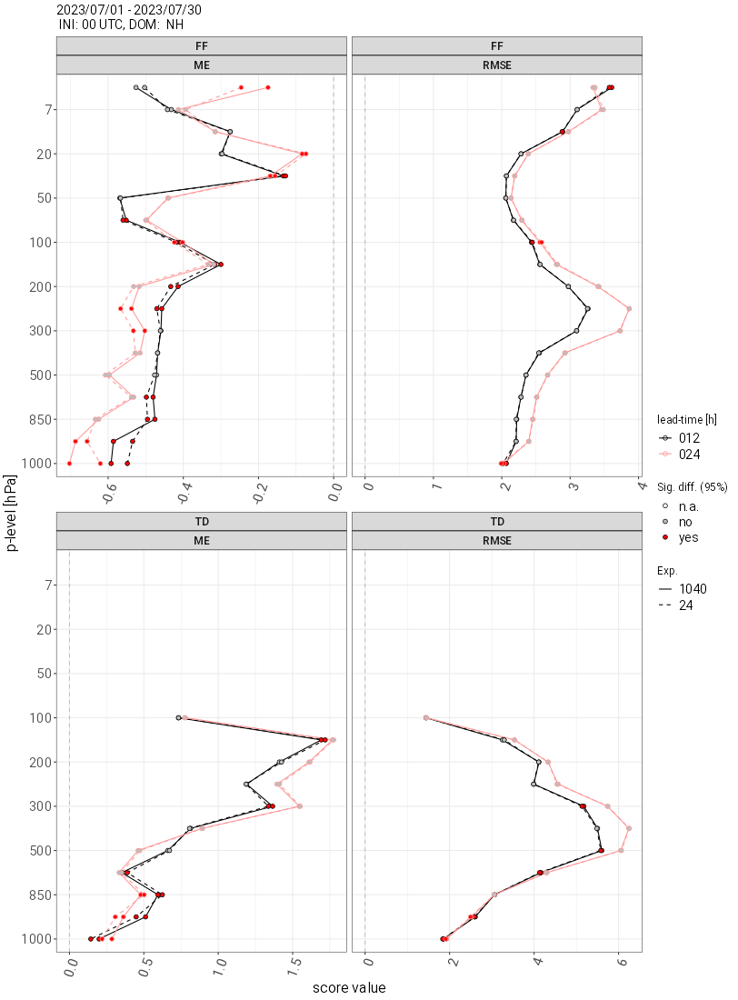 2023/07/01 - 2023/07/30
INI: 00 UTC, DOM: NH
FF
FF
ME
RMSE
7
20
50
100
200
300
500
850
1000
-0.6
-0.4
-0.2
0.0
0
1
2
3
4
p-level [hPa]
TD
TD
ME
RMSE
7
20
50
100
200
300
500
850
1000
0.0
0.5
1.0
1.5
0
2
4
6
score value
lead-time [h]
012
024
Sig. diff. (95%)
n.a.
no
yes
Exp.
1040
24